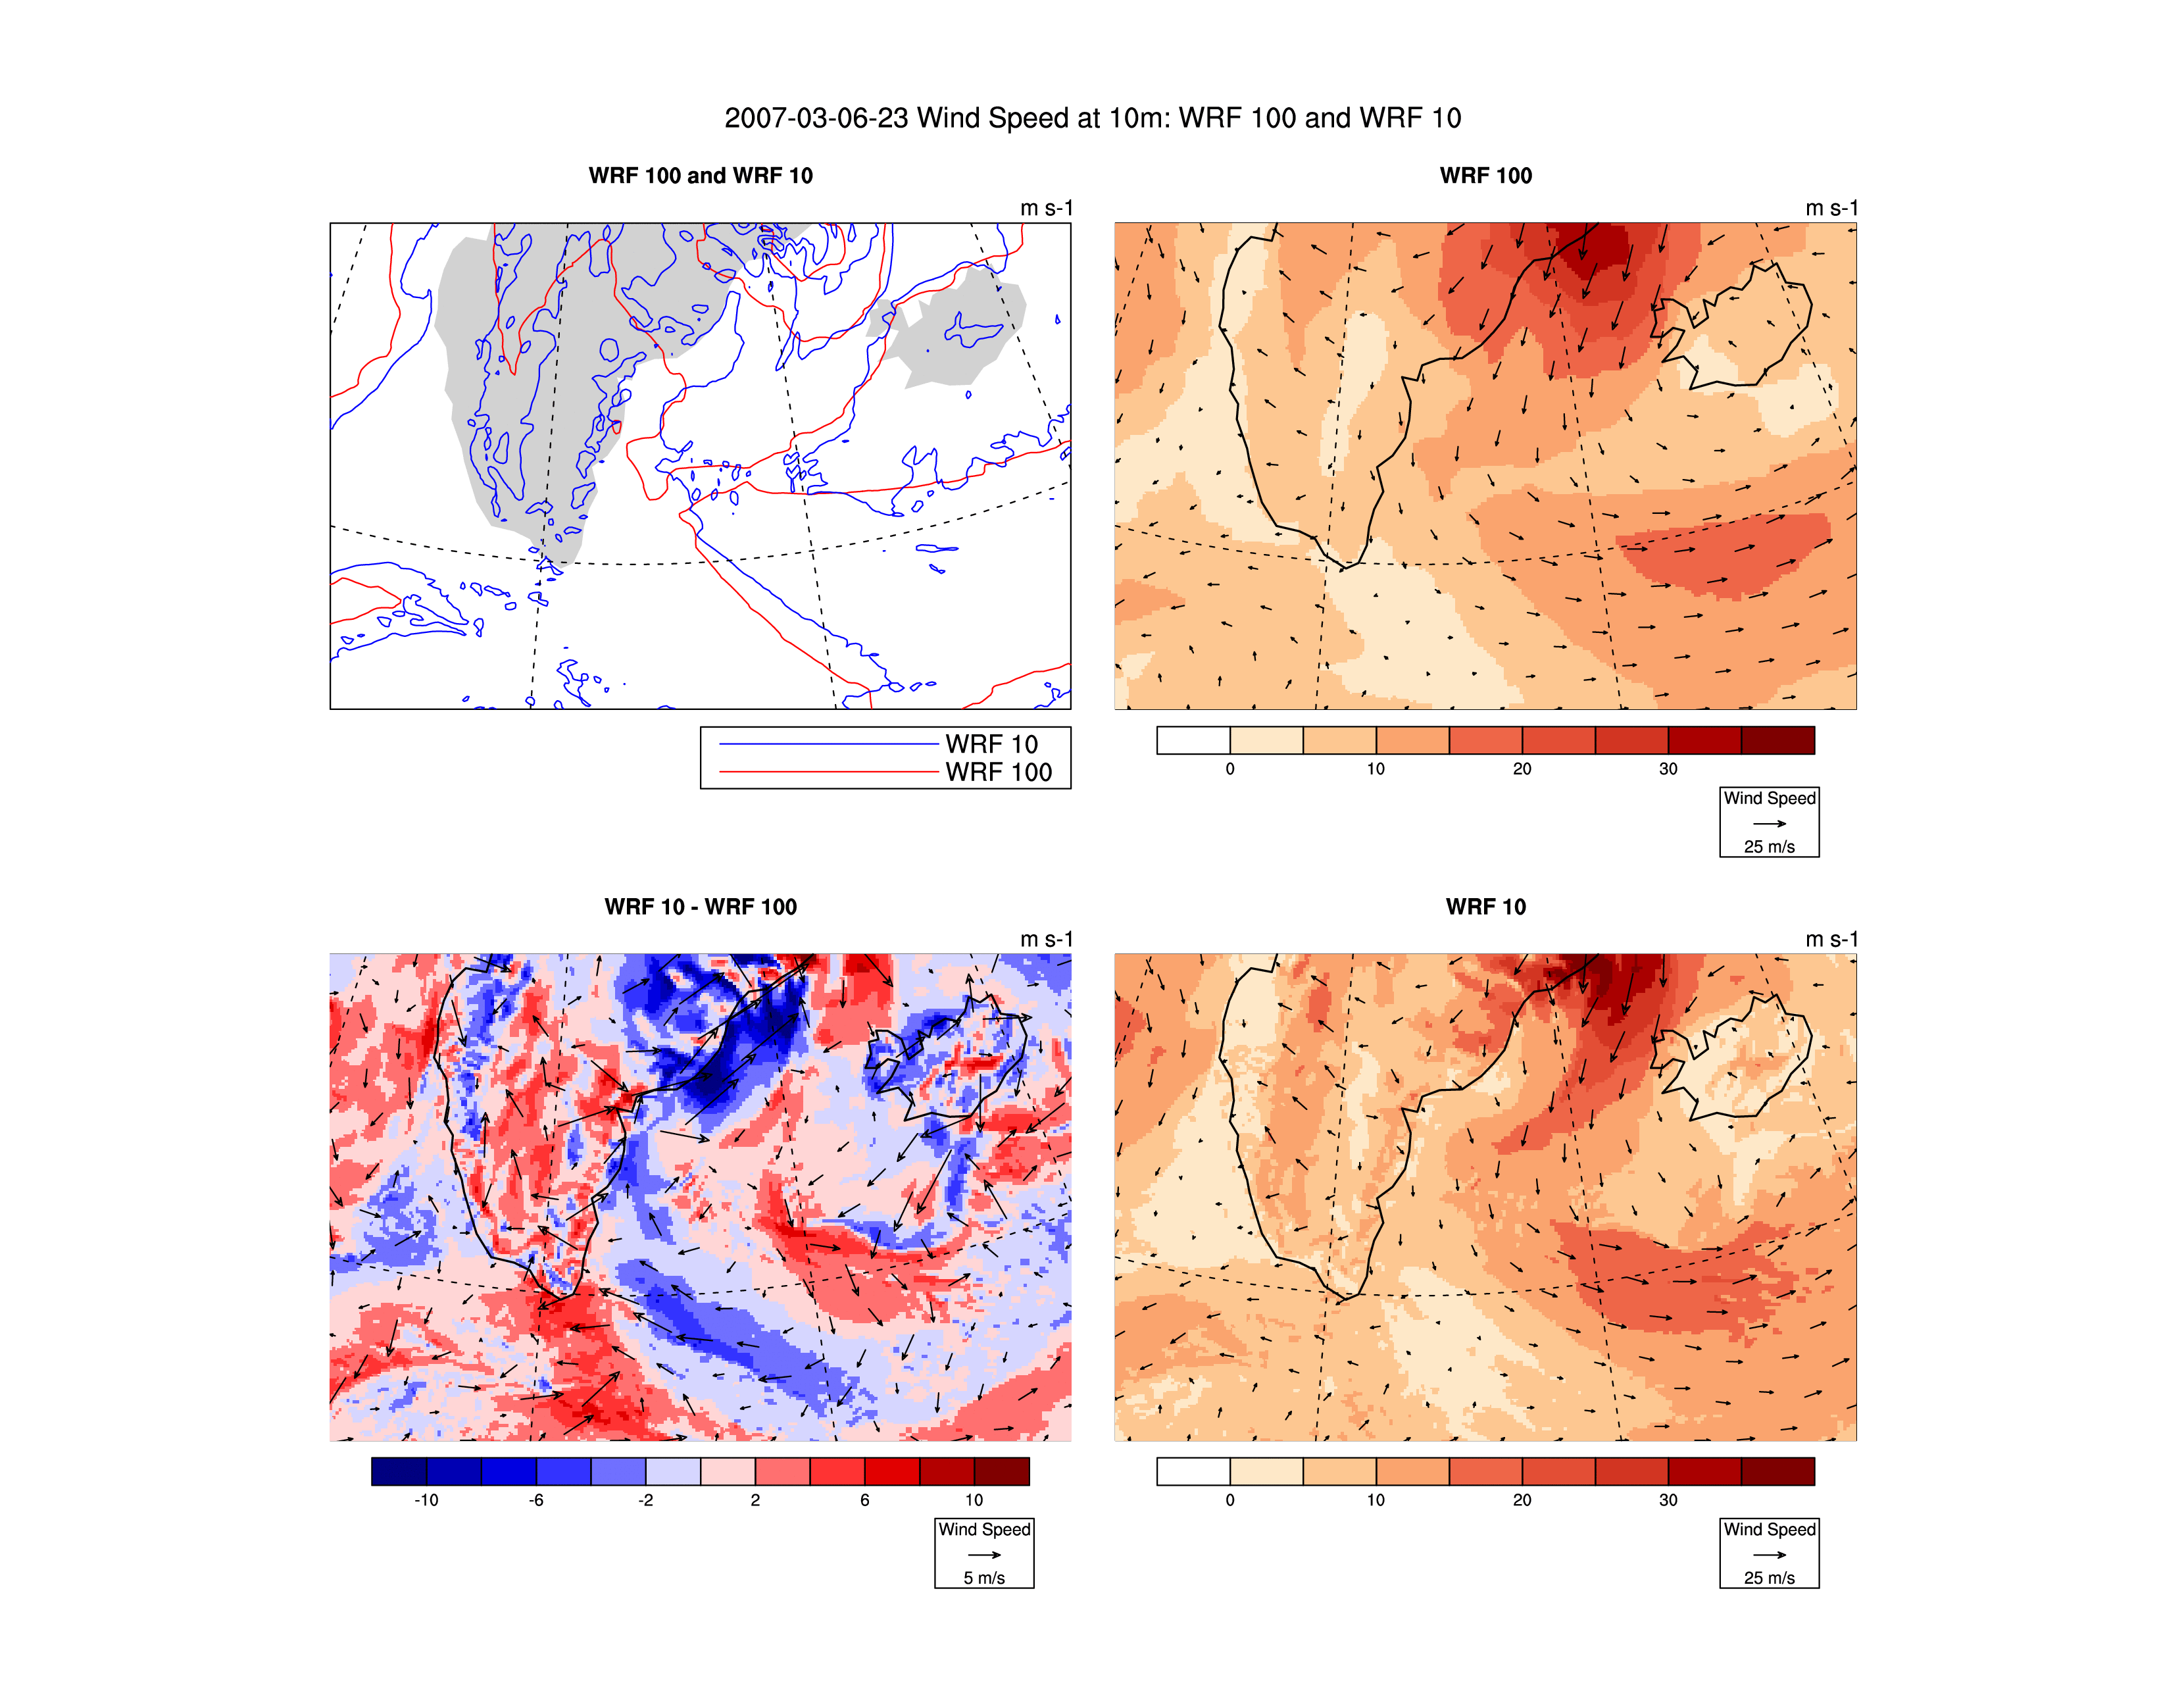 2007-03-06-23 Wind Speed at 10m: WRF 100 and WRF 10
WRF 100 and WRF 10
m s-1
WRF 10
WRF 100
WRF 100
m s-1
0 10 20 30
Wind Speed
25 m/s
WRF 10 - WRF 100
m s-1
-10 -6 -2 2 6 10
Wind Speed
5 m/s
WRF 10
m s-1
0 10 20 30
Wind Speed
25 m/s